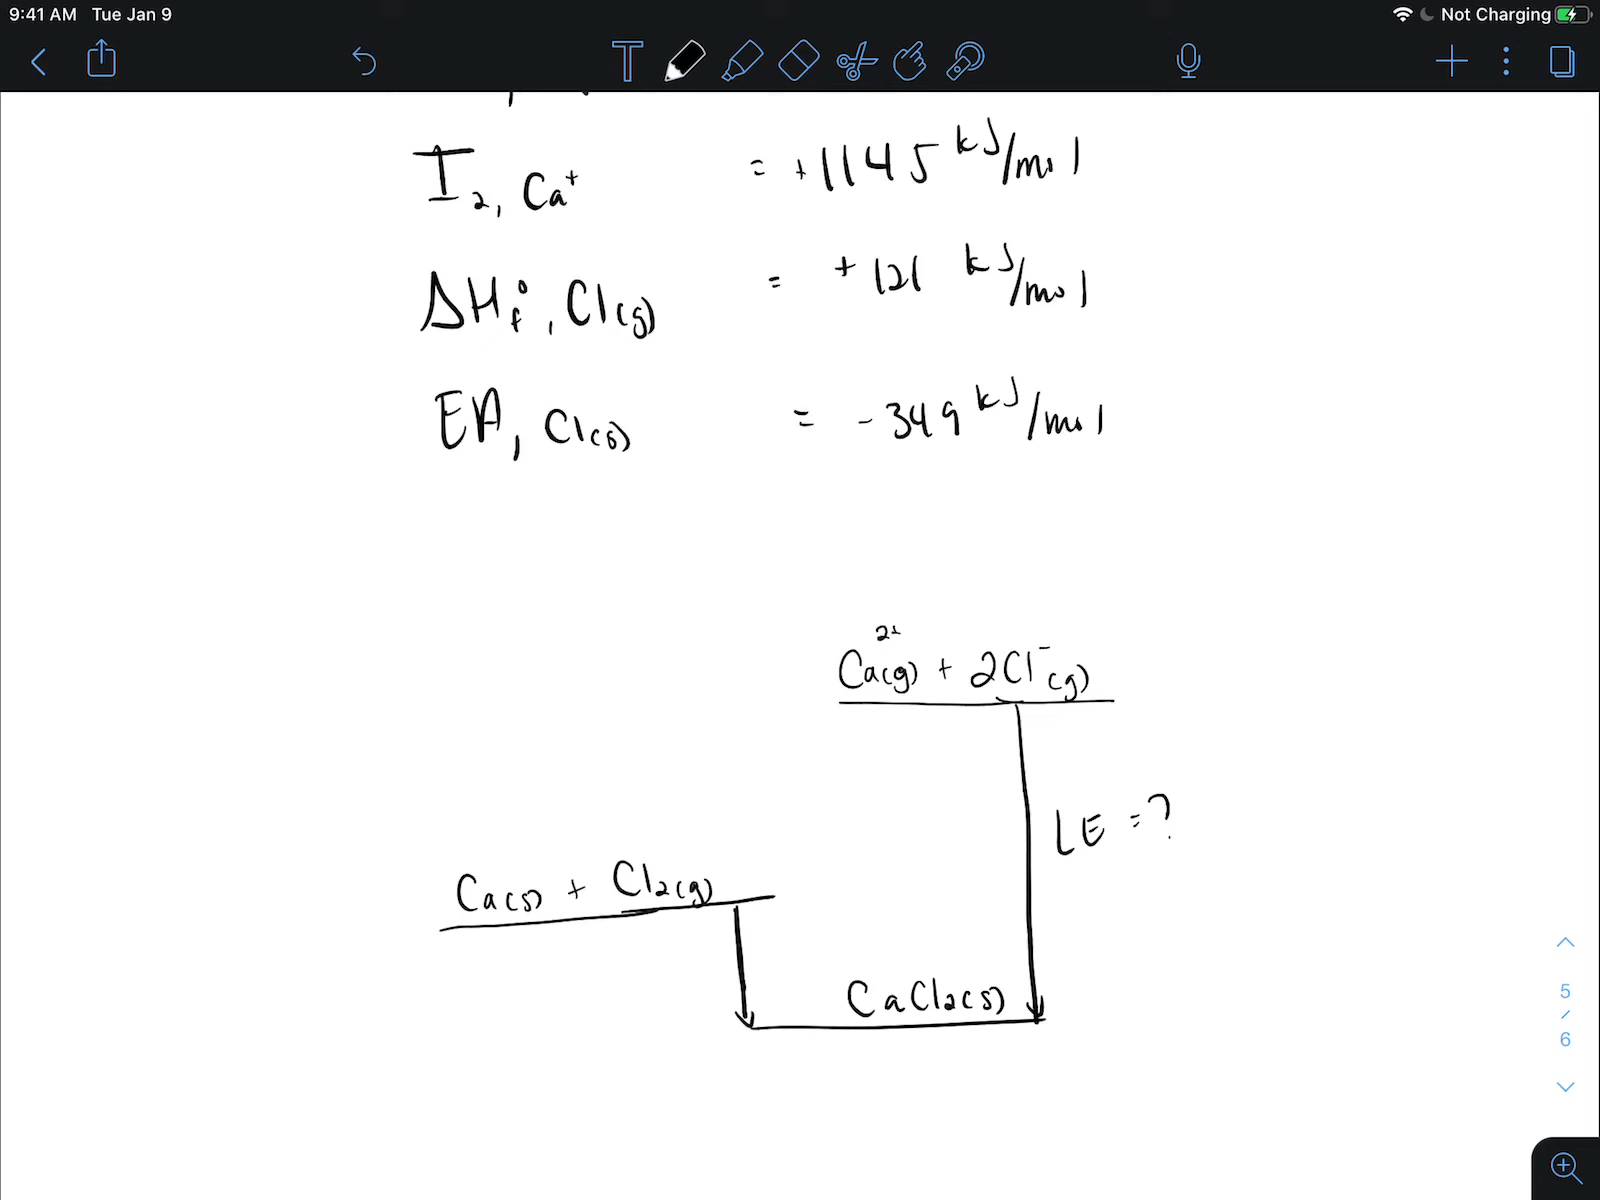 9:41 AM Tue Jan 9
Not Charging
T
I₂, Ca⁺ = +1145 kJ/mol
ΔH°f, Cl(g) = +121 kJ/mol
EA, Cl(g) = -349 kJ/mol
Ca²⁺(g) + 2Cl⁻(g)
LE = ?
Ca(s) + Cl₂(g)
CaCl₂(s)
5
/
6